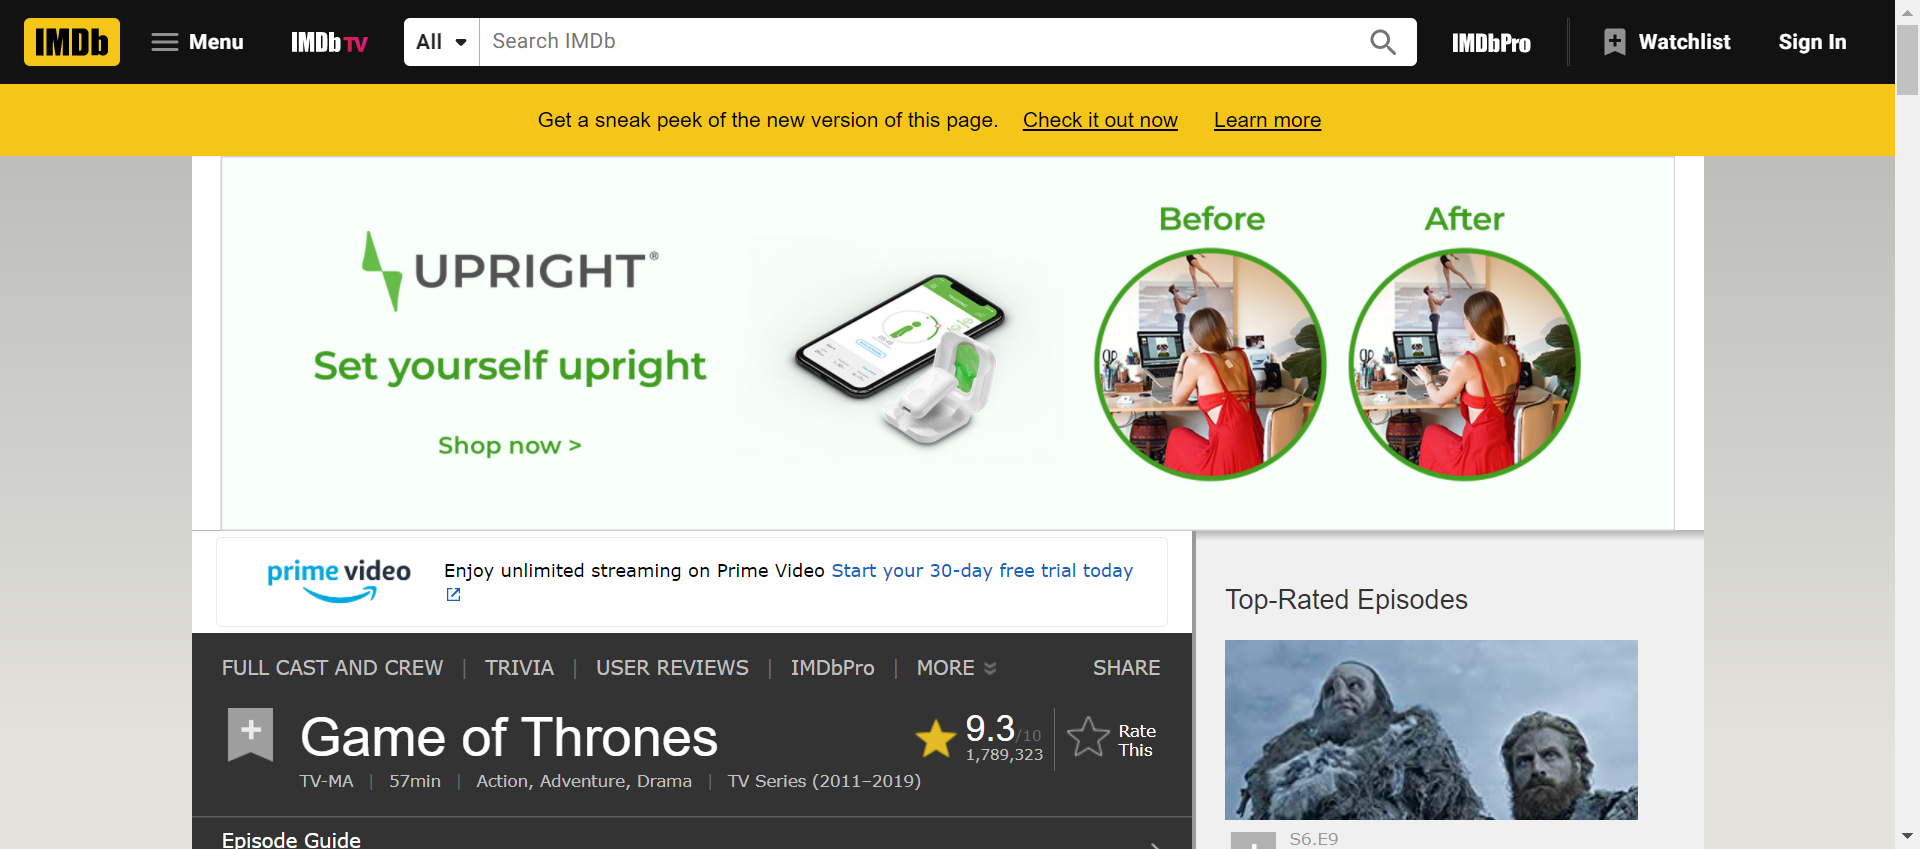 IMDb
Menu
IMDbTV
All
Search IMDb
IMDbPro
Watchlist
Sign In
Get a sneak peek of the new version of this page. Check it out now Learn more
UPRIGHT®
Set yourself upright
Shop now >
Before
After
prime video
Enjoy unlimited streaming on Prime Video Start your 30-day free trial today
FULL CAST AND CREW | TRIVIA | USER REVIEWS | IMDbPro | MORE
SHARE
Game of Thrones
9.3/10
1,789,323
Rate
This
TV-MA | 57min | Action, Adventure, Drama | TV Series (2011–2019)
Episode Guide
Top-Rated Episodes
S6.E9